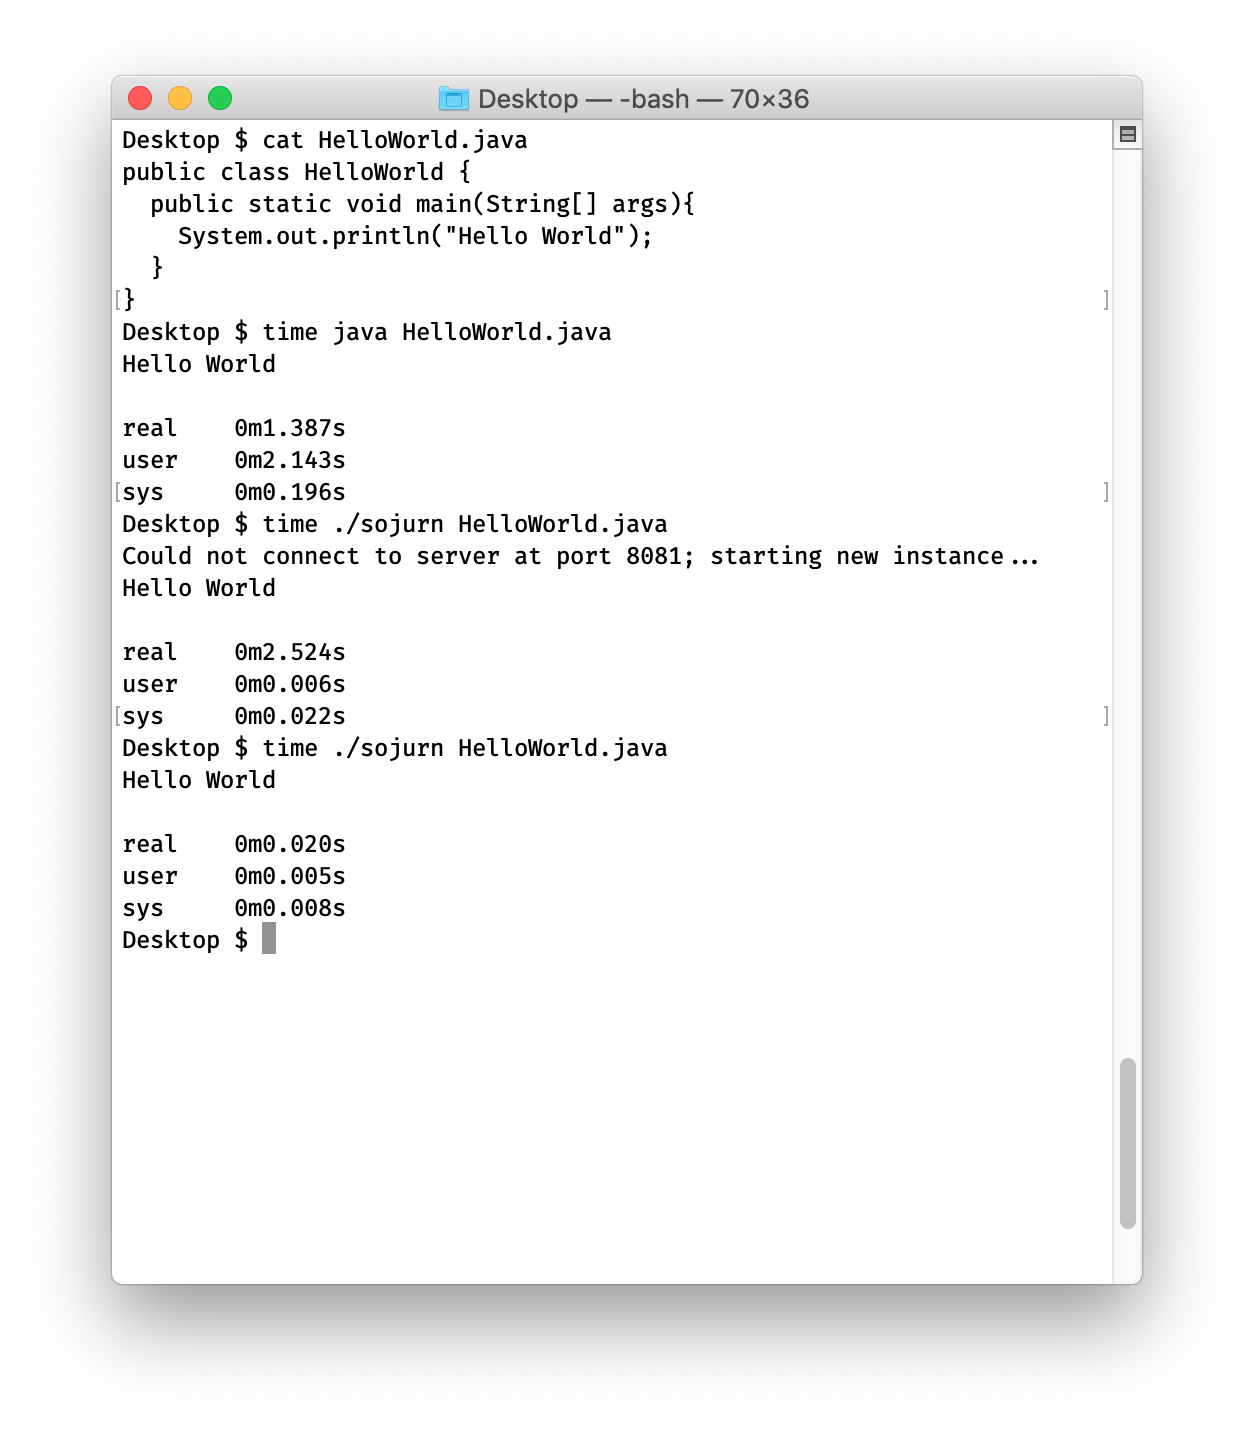 Desktop — -bash — 70×36
Desktop $ cat HelloWorld.java
public class HelloWorld {
  public static void main(String[] args){
    System.out.println("Hello World");
  }
}
Desktop $ time java HelloWorld.java
Hello World

real    0m1.387s
user    0m2.143s
sys     0m0.196s
Desktop $ time ./sojurn HelloWorld.java
Could not connect to server at port 8081; starting new instance...
Hello World

real    0m2.524s
user    0m0.006s
sys     0m0.022s
Desktop $ time ./sojurn HelloWorld.java
Hello World

real    0m0.020s
user    0m0.005s
sys     0m0.008s
Desktop $